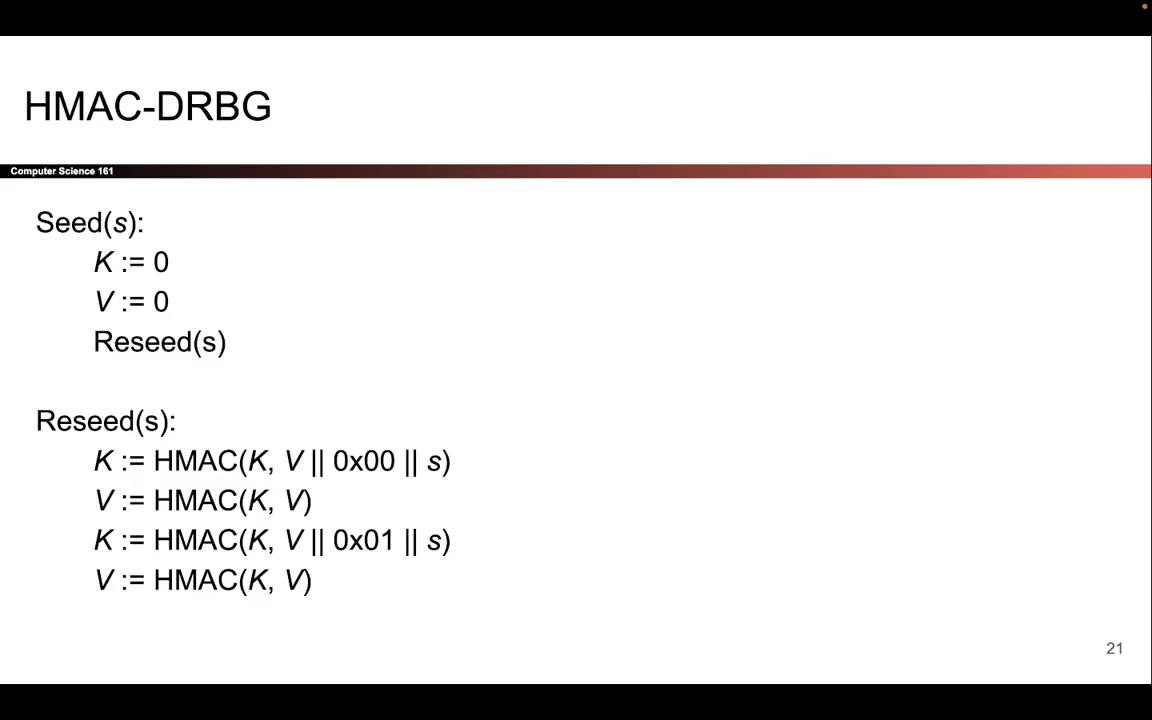 HMAC-DRBG
Computer Science 161
Seed(s):
K := 0
V := 0
Reseed(s)
Reseed(s):
K := HMAC(K, V || 0x00 || s)
V := HMAC(K, V)
K := HMAC(K, V || 0x01 || s)
V := HMAC(K, V)
21